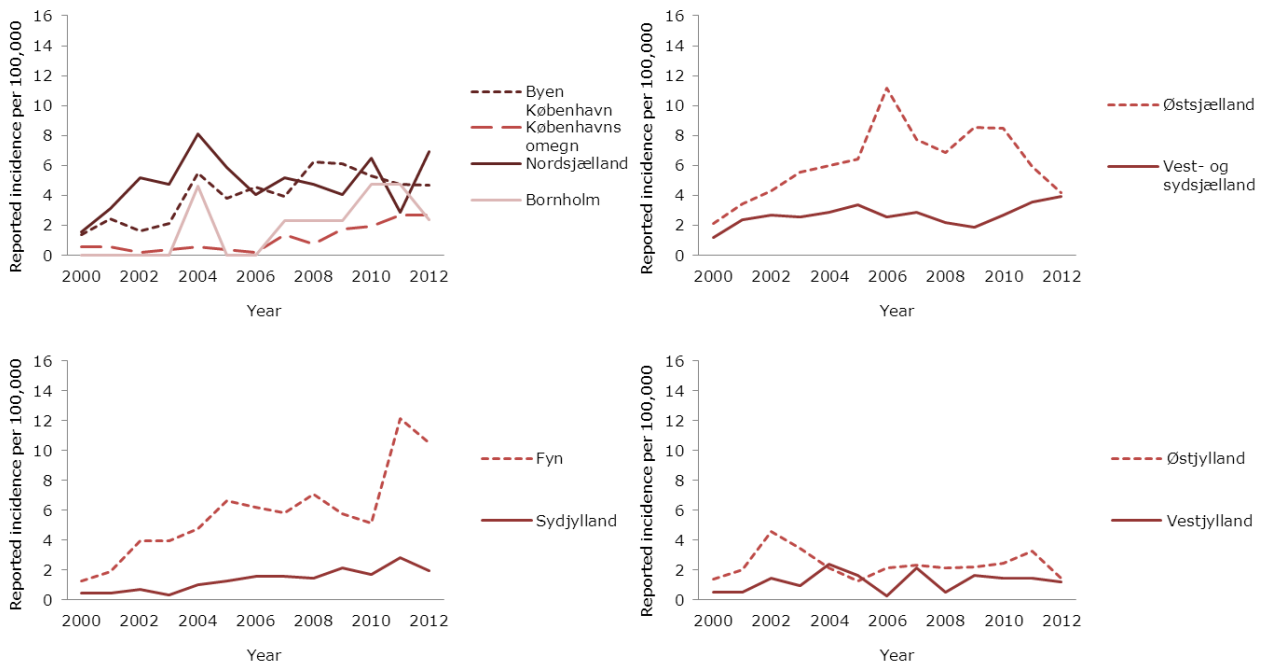 Reported incidence per 100,000
16
14
12
10
8
6
4
2
0
2000 2002 2004 2006 2008 2010 2012
Year
Byen
København
Københavns
omegn
Nordsjælland
Bornholm
Reported incidence per 100,000
16
14
12
10
8
6
4
2
0
2000 2002 2004 2006 2008 2010 2012
Year
Østsjælland
Vest- og
sydsjælland
Reported incidence per 100,000
16
14
12
10
8
6
4
2
0
2000 2002 2004 2006 2008 2010 2012
Year
Fyn
Sydjylland
Reported incidence per 100,000
16
14
12
10
8
6
4
2
0
2000 2002 2004 2006 2008 2010 2012
Year
Østjylland
Vestjylland